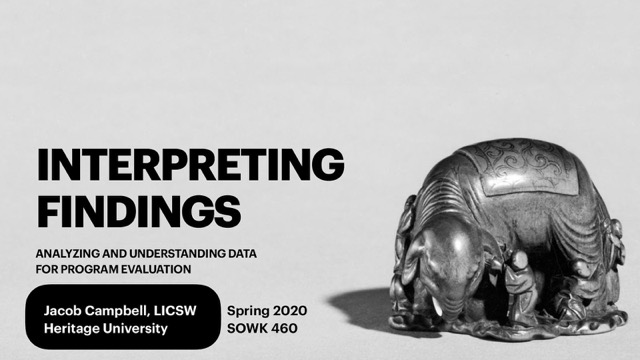 INTERPRETING
FINDINGS
ANALYZING AND UNDERSTANDING DATA
FOR PROGRAM EVALUATION
Jacob Campbell, LICSW
Heritage University
Spring 2020
SOWK 460